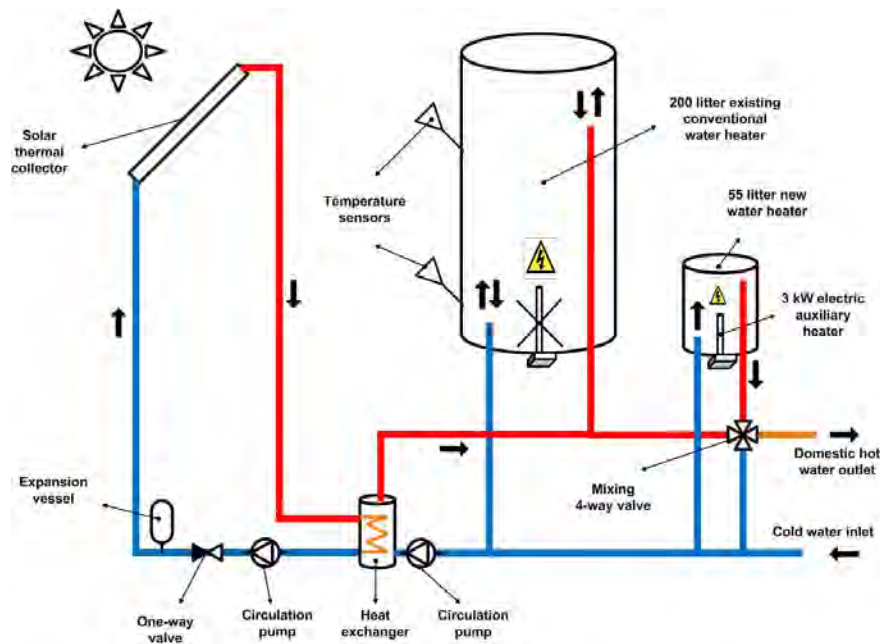 Solar
thermal
collector
200 litter existing
conventional
water heater
Temperature
sensors
55 litter new
water heater
3 kW electric
auxiliary
heater
Domestic hot
water outlet
Mixing
4-way valve
Cold water inlet
Expansion
vessel
One-way
valve
Circulation
pump
Heat
exchanger
Circulation
pump